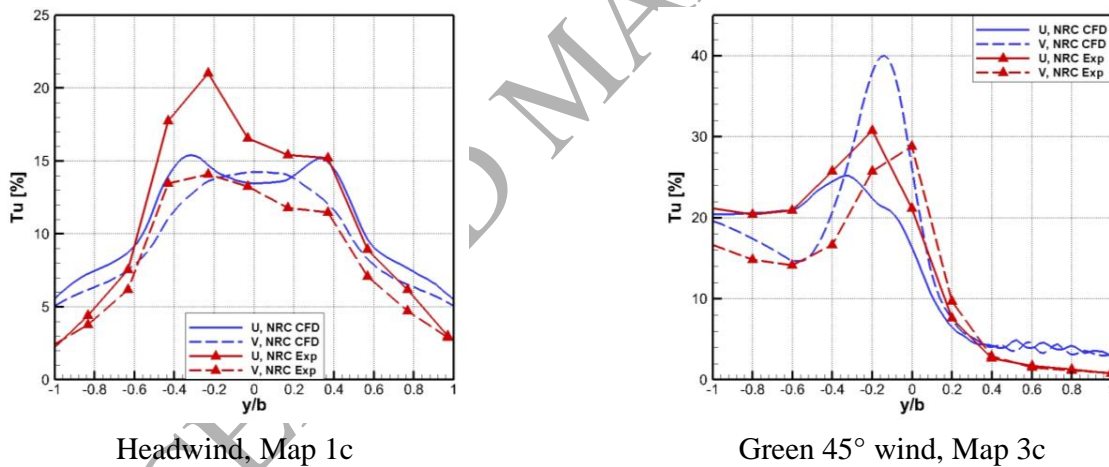 25
20
15
10
5
0
Tu [%]
-1 -0.8 -0.6 -0.4 -0.2 0 0.2 0.4 0.6 0.8 1
y/b
U, NRC CFD
V, NRC CFD
U, NRC Exp
V, NRC Exp
Headwind, Map 1c
40
30
20
10
0
Tu [%]
-1 -0.8 -0.6 -0.4 -0.2 0 0.2 0.4 0.6 0.8
y/b
U, NRC CFD
V, NRC CFD
U, NRC Exp
V, NRC Exp
Green 45° wind, Map 3c